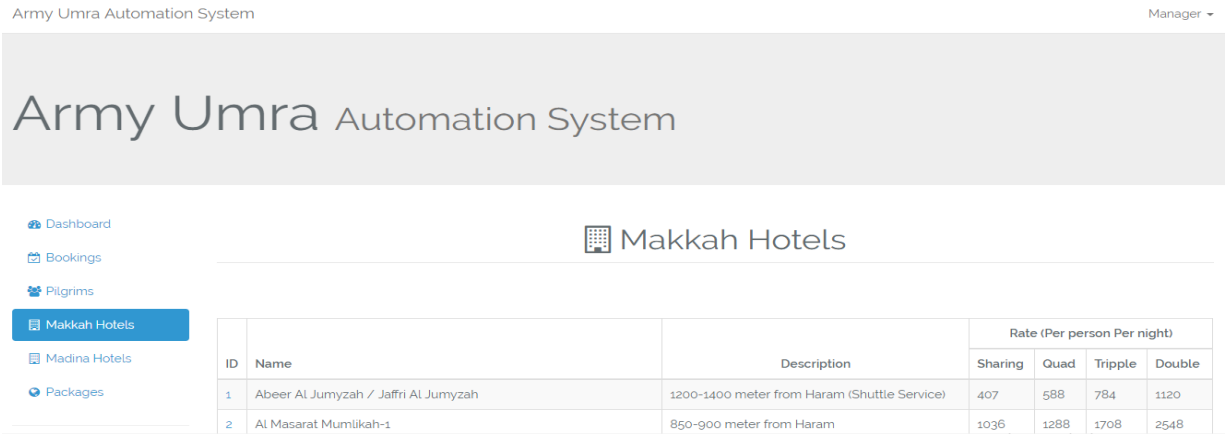 Army Umra Automation System
Manager
Army Umra Automation System
Dashboard
Bookings
Pilgrims
Makkah Hotels
Madina Hotels
Packages
Makkah Hotels
Rate (Per person Per night)
ID Name Description Sharing Quad Tripple Double
1 Abeer Al Jumyzah / Jaffri Al Jumyzah 1200-1400 meter from Haram (Shuttle Service) 407 588 784 1120
2 Al Masarat Mumlikah-1 850-900 meter from Haram 1036 1288 1708 2548